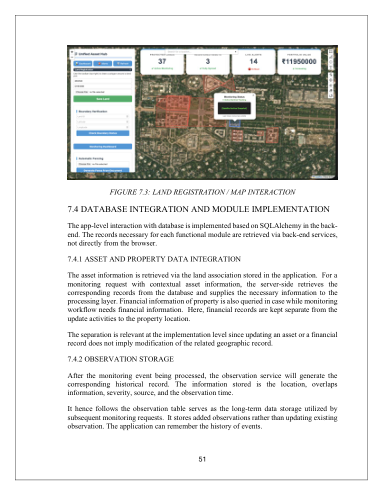 37
3
14
₹11950000
FIGURE 7.3: LAND REGISTRATION / MAP INTERACTION
7.4 DATABASE INTEGRATION AND MODULE IMPLEMENTATION
The app-level interaction with database is implemented based on SQLAlchemy in the back-
end. The records necessary for each functional module are retrieved via back-end services,
not directly from the browser.
7.4.1 ASSET AND PROPERTY DATA INTEGRATION
The asset information is retrieved via the land association stored in the application. For a
monitoring request with contextual asset information, the server-side retrieves the
corresponding records from the database and supplies the necessary information to the
processing layer. Financial information of property is also queried in case while monitoring
workflow needs financial information. Here, financial records are kept separate from the
update activities to the property location.
The separation is relevant at the implementation level since updating an asset or a financial
record does not imply modification of the related geographic record.
7.4.2 OBSERVATION STORAGE
After the monitoring event being processed, the observation service will generate the
corresponding historical record. The information stored is the location, overlaps
information, severity, source, and the observation time.
It hence follows the observation table serves as the long-term data storage utilized by
subsequent monitoring requests. It stores added observations rather than updating existing
observation. The application can remember the history of events.
51